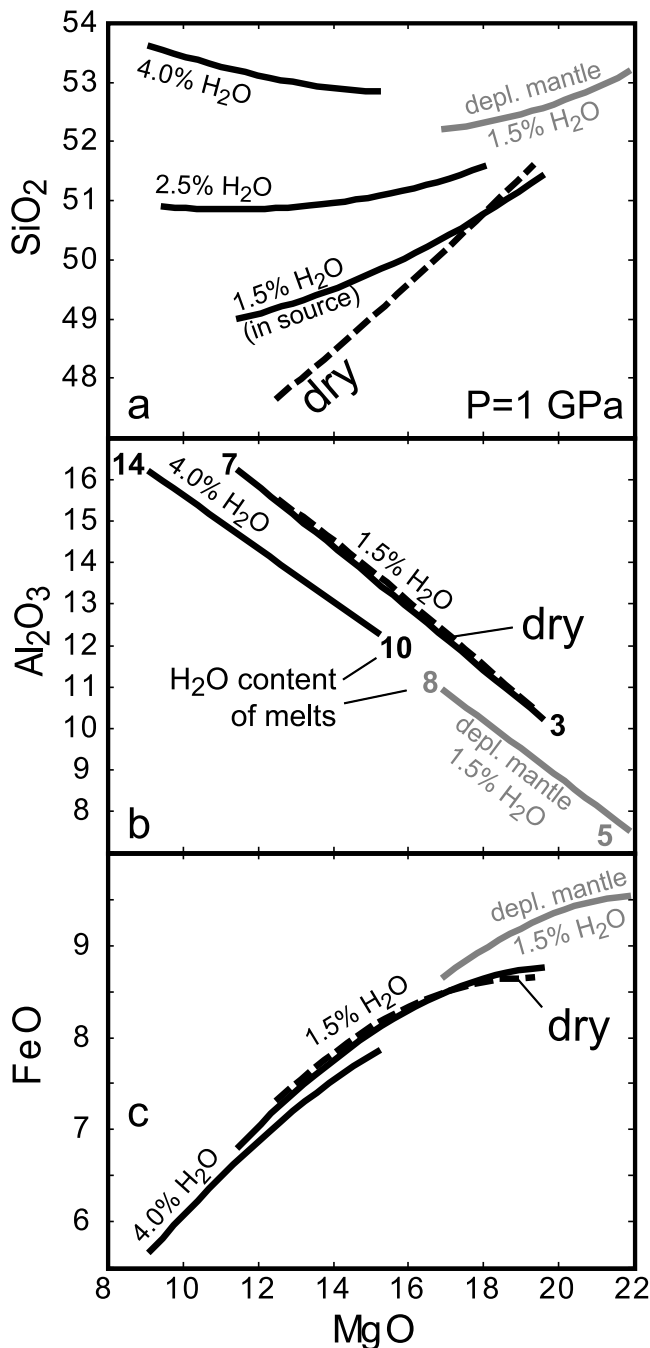 54
53
52
51
50
49
48
SiO₂
4.0% H₂O
depl. mantle
1.5% H₂O
2.5% H₂O
1.5% H₂O
(in source)
dry
a
P=1 GPa
16
15
14
13
12
11
10
9
8
Al₂O₃
14
7
4.0% H₂O
1.5% H₂O
dry
10
H₂O content
of melts
8
3
depl. mantle
1.5% H₂O
5
b
9
8
7
6
FeO
depl. mantle
1.5% H₂O
1.5% H₂O
dry
c
4.0% H₂O
8
10
12
14
16
18
20
22
MgO